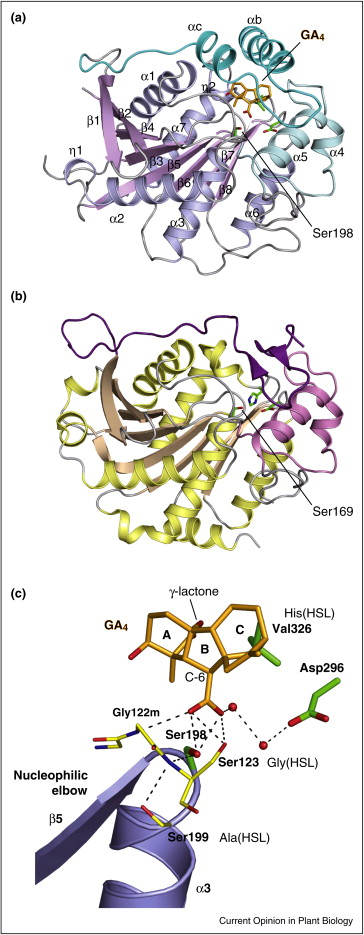 (a)
αc
αb
GA4
α1
η2
β2
β1
β4
α7
η1
β3
β5
β7
α5
α4
β6
β8
α2
α3
α6
Ser198
(b)
Ser169
(c)
γ-lactone
GA4
His(HSL)
A
B
C
Val326
C-6
Asp296
Gly122m
Ser198
Ser123
Gly(HSL)
Nucleophilic
elbow
β5
Ser199
Ala(HSL)
α3
Current Opinion in Plant Biology